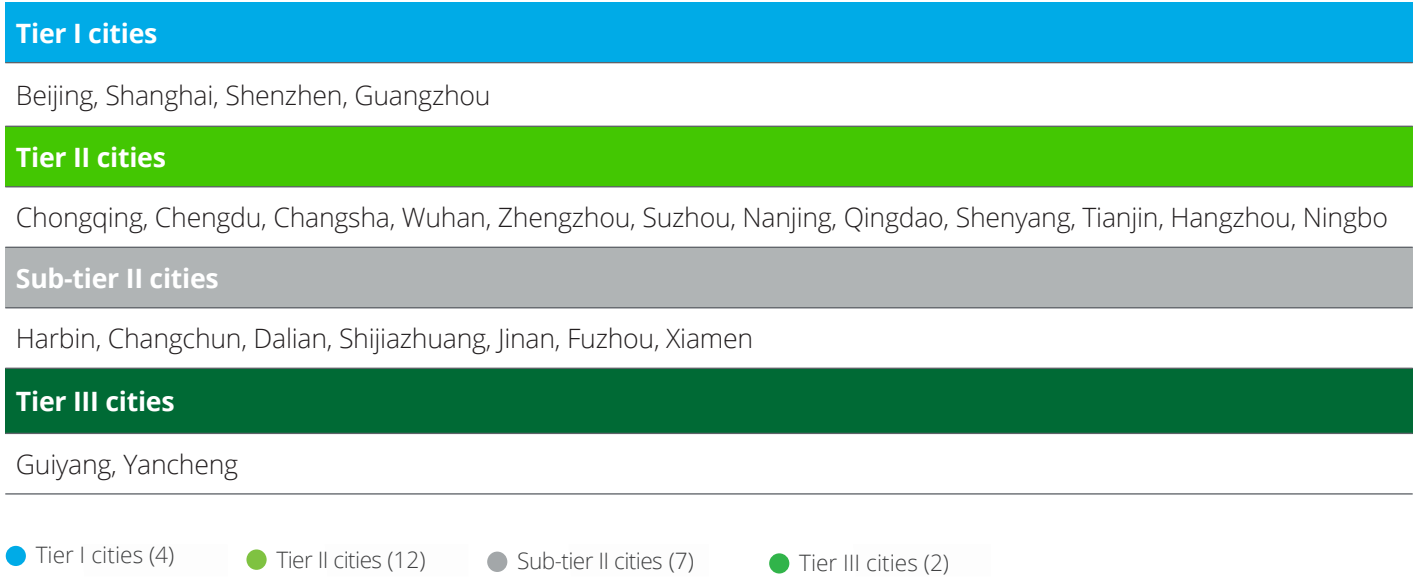 Tier I cities
Beijing, Shanghai, Shenzhen, Guangzhou
Tier II cities
Chongqing, Chengdu, Changsha, Wuhan, Zhengzhou, Suzhou, Nanjing, Qingdao, Shenyang, Tianjin, Hangzhou, Ningbo
Sub-tier II cities
Harbin, Changchun, Dalian, Shijiazhuang, Jinan, Fuzhou, Xiamen
Tier III cities
Guiyang, Yancheng
Tier I cities (4) Tier II cities (12) Sub-tier II cities (7) Tier III cities (2)